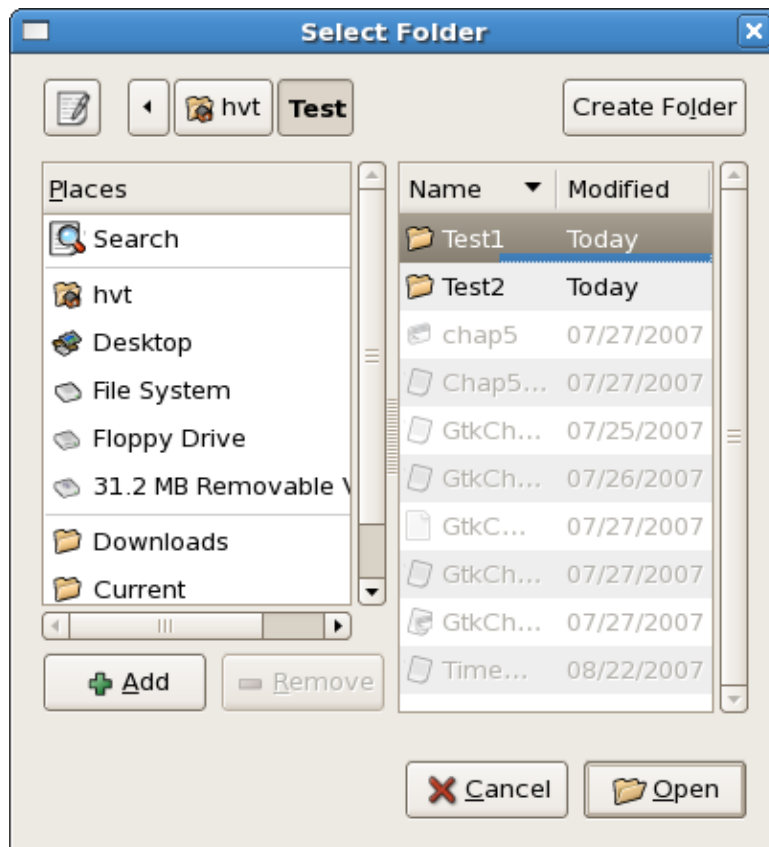 Select Folder
hvt Test Create Folder
Places
Search
hvt
Desktop
File System
Floppy Drive
31.2 MB Removable
Downloads
Current
Add Remove
Name Modified
Test1 Today
Test2 Today
chap5 07/27/2007
Chap5... 07/27/2007
GtkCh... 07/25/2007
GtkCh... 07/26/2007
GtkC... 07/27/2007
GtkCh... 07/27/2007
GtkCh... 07/27/2007
Time... 08/22/2007
Cancel Open